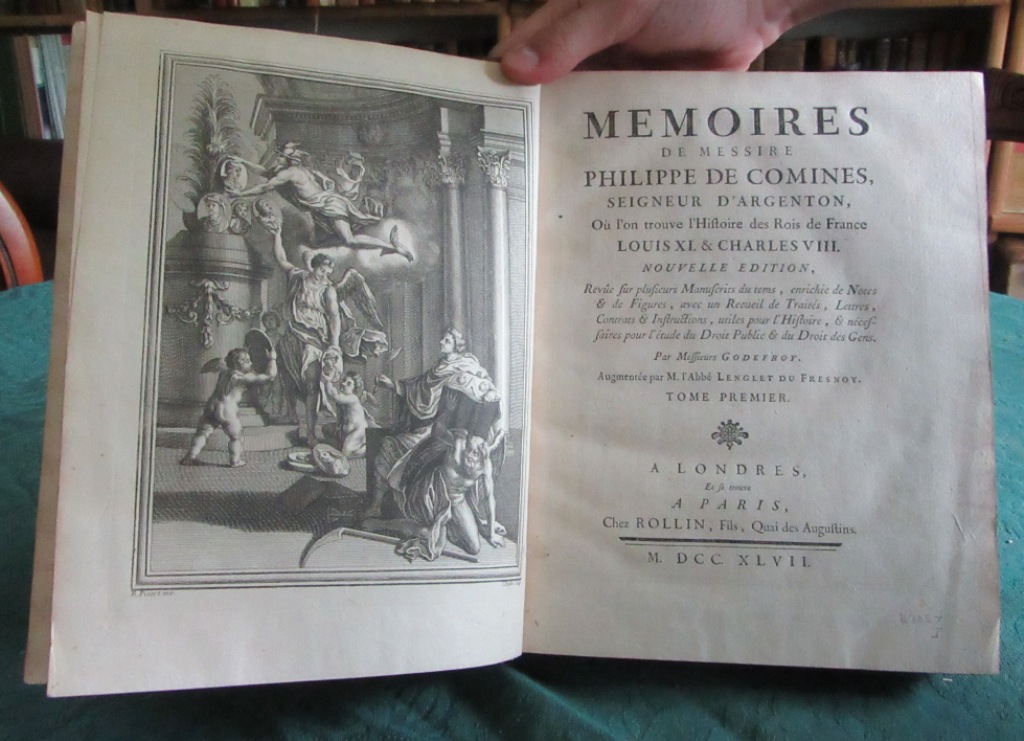 MEMOIRES
DE MESSIRE
PHILIPPE DE COMINES,
SEIGNEUR D'ARGENTON,
Où l'on trouve l'Hiſtoire des Rois de France
LOUIS XI. & CHARLES VIII.
NOUVELLE EDITION,
Revûe ſur pluſieurs Manuſcrits du tems, enrichie de Notes
& de Figures, avec un Recueil de Traités, Lettres,
Contrats & Inſtructions, utiles pour l'Hiſtoire, & néceſ-
ſaires pour l'étude du Droit Public & du Droit des Gens.
Par Meſſieurs GODEFROY.
Augmentée par M. l'Abbé LENGLET DU FRESNOY.
TOME PREMIER.
A LONDRES,
Et ſe trouve
A PARIS,
Chez ROLLIN, Fils, Quai des Auguſtins.
M. DCC. XLVII.